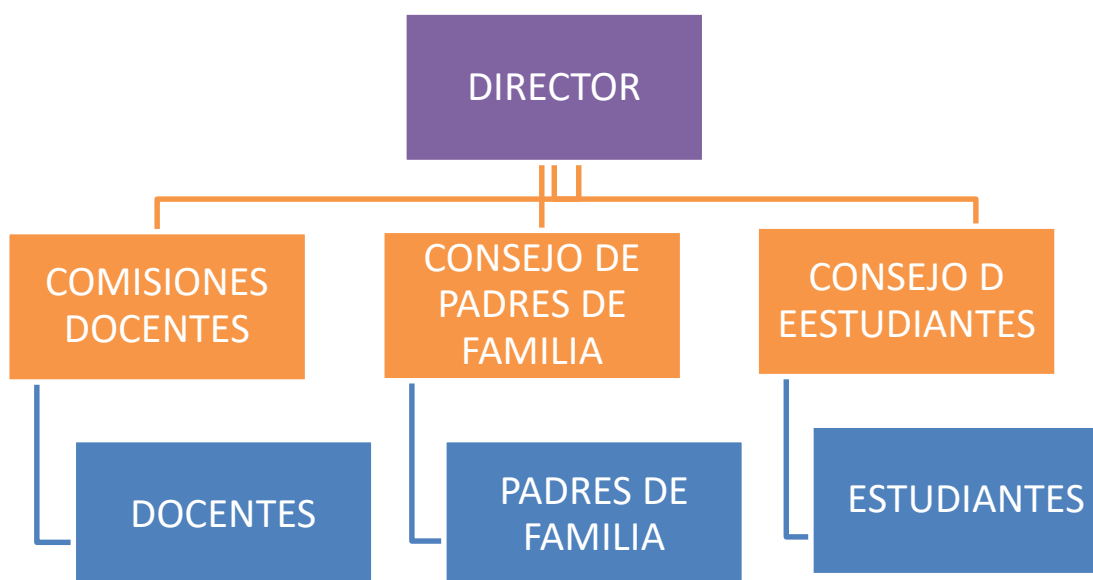 DIRECTOR
COMISIONES
DOCENTES
CONSEJO DE
PADRES DE
FAMILIA
CONSEJO D
EESTUDIANTES
DOCENTES
PADRES DE
FAMILIA
ESTUDIANTES